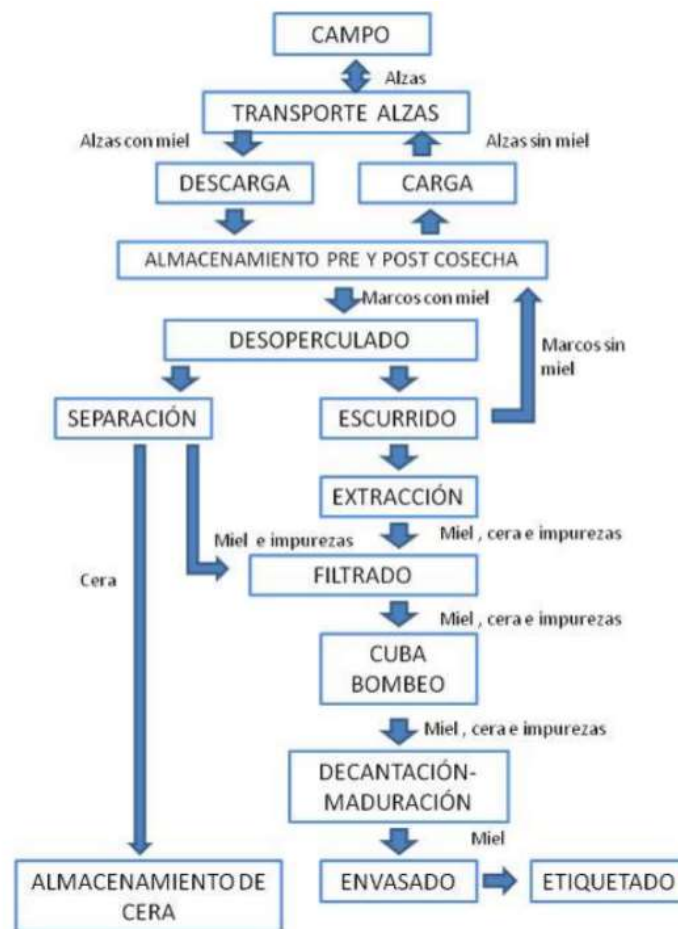 CAMPO
Alzas
TRANSPORTE ALZAS
Alzas con miel
Alzas sin miel
DESCARGA
CARGA
ALMACENAMIENTO PRE Y POST COSECHA
Marcos con miel
DESOPERCULADO
Marcos sin
miel
SEPARACIÓN
ESCURRIDO
EXTRACCIÓN
Miel e impurezas
Miel , cera e impurezas
Cera
FILTRADO
Miel , cera e impurezas
CUBA
BOMBEO
Miel , cera e impurezas
DECANTACIÓN-
MADURACIÓN
Miel
ALMACENAMIENTO DE
CERA
ENVASADO
ETIQUETADO